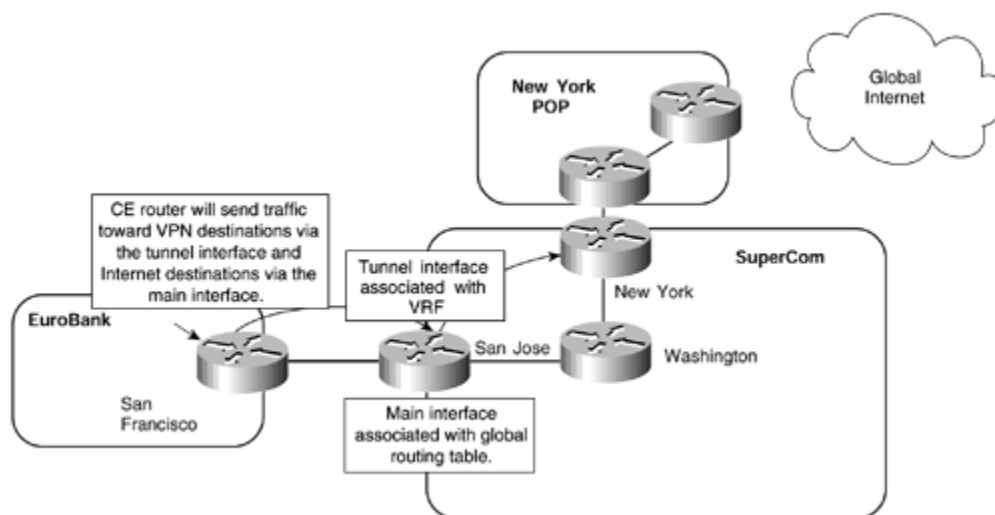 New York
POP
Global
Internet
CE router will send traffic
toward VPN destinations via
the tunnel interface and
Internet destinations via the
main interface.
Tunnel interface
associated with
VRF
SuperCom
New York
EuroBank
San Jose
Washington
San
Francisco
Main interface
associated with global
routing table.